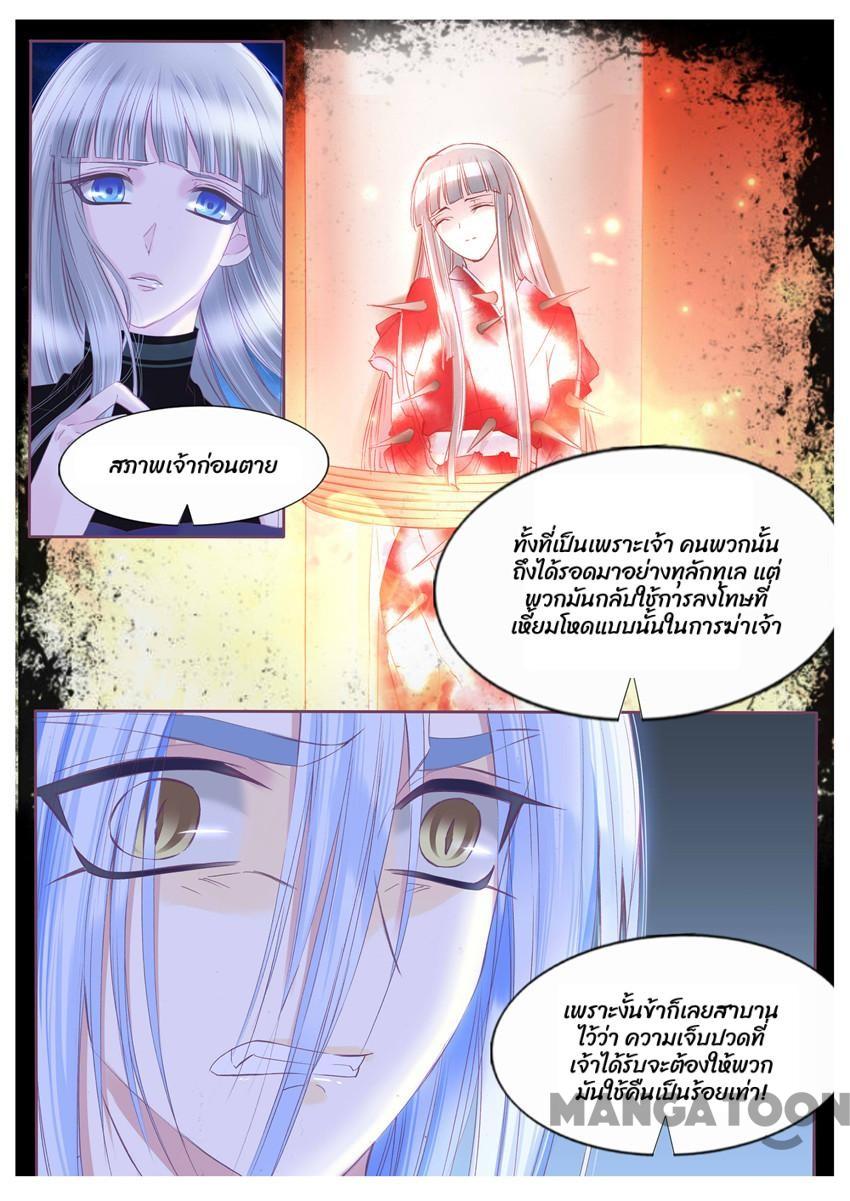 สภาพเจ้าก่อนตาย
ทั้งที่เป็นเพราะเจ้า คนพวกนั้น
ถึงได้รอดมาอย่างทุลักทุเล แต่
พวกมันกลับใช้การลงโทษที่
เหี้ยมโหดแบบนั้นในการฆ่าเจ้า
เพราะงั้นข้าก็เลยสาบาน
ไว้ว่า ความเจ็บปวดที่
เจ้าได้รับจะต้องให้พวก
มันใช้คืนเป็นร้อยเท่า!
MANGATOON